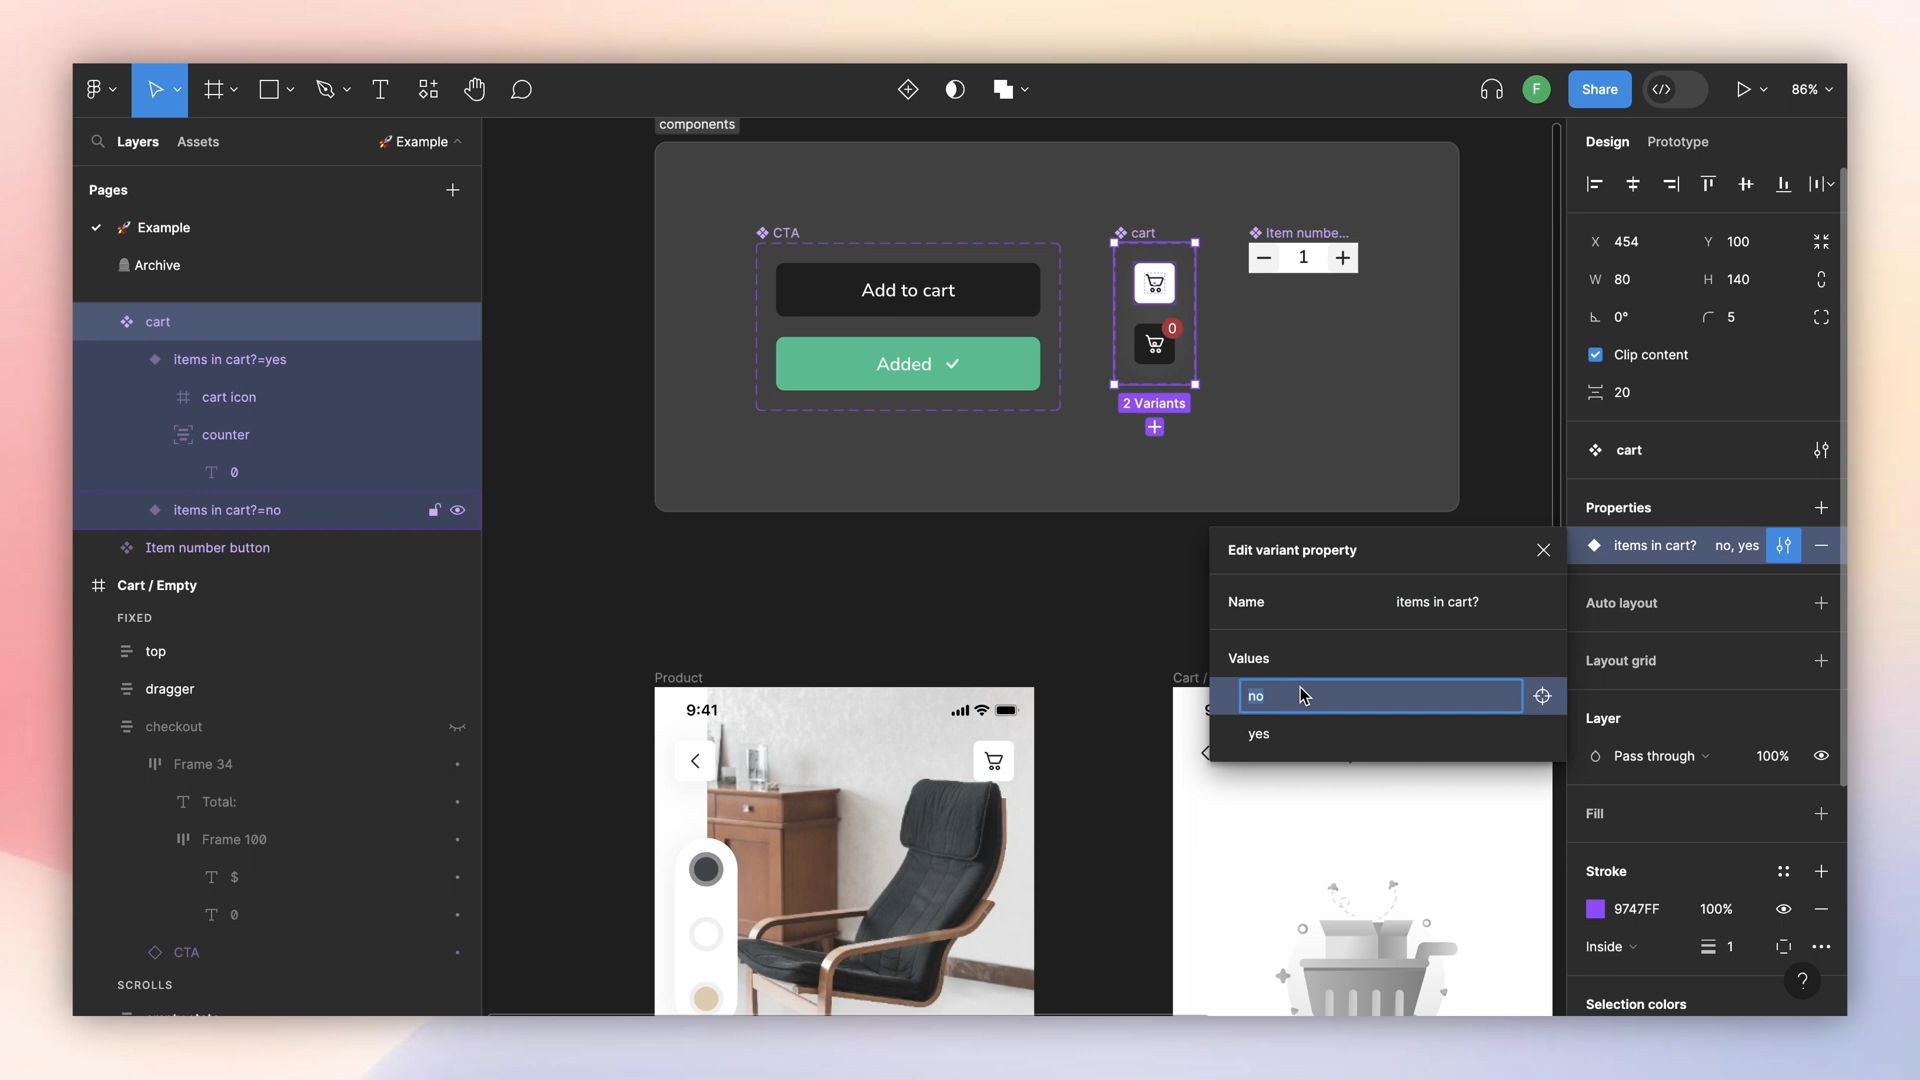 F
Share
86%
Layers
Assets
🚀 Example
Pages
🚀 Example
Archive
cart
items in cart?=yes
cart icon
counter
0
items in cart?=no
Item number button
Cart / Empty
FIXED
top
dragger
checkout
Frame 34
Total:
Frame 100
$
0
CTA
SCROLLS
components
CTA
Add to cart
Added
cart
0
2 Variants
Item numbe...
1
Product
9:41
Cart /
Edit variant property
Name
items in cart?
Values
no
yes
Design
Prototype
X 454
Y 100
W 80
H 140
0°
5
Clip content
20
cart
Properties
items in cart?
no, yes
Auto layout
Layout grid
Layer
Pass through
100%
Fill
Stroke
9747FF
100%
Inside
1
?
Selection colors